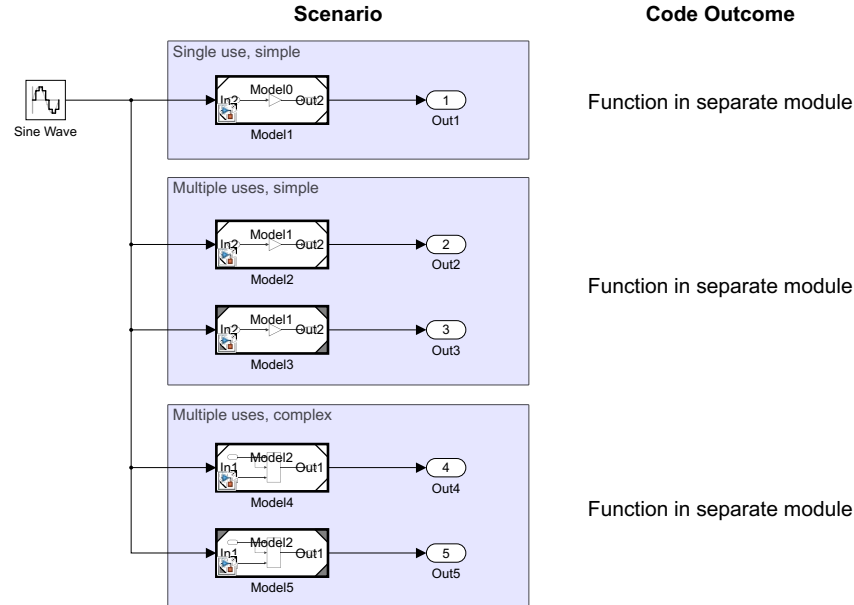 Scenario
Code Outcome
Single use, simple
Model0
In2
Out2
Model1
1
Out1
Function in separate module
Sine Wave
Multiple uses, simple
Model1
In2
Out2
Model2
2
Out2
Model1
In2
Out2
Model3
3
Out3
Function in separate module
Multiple uses, complex
Model2
In1
Out1
Model4
4
Out4
Model2
In1
Out1
Model5
5
Out5
Function in separate module